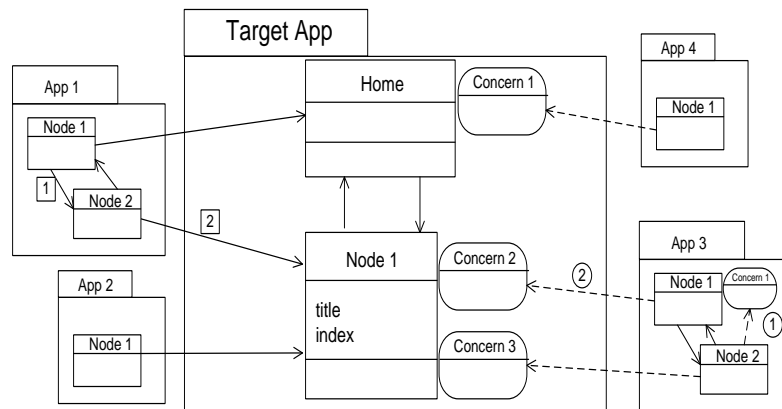 Target App
App 4
App 1
Home
Concern 1
Node 1
Node 1
1
Node 2
2
App 3
Node 1
Concern 2
2
Node 1
Concern 1
App 2
title
1
Node 1
index
Concern 3
Node 2